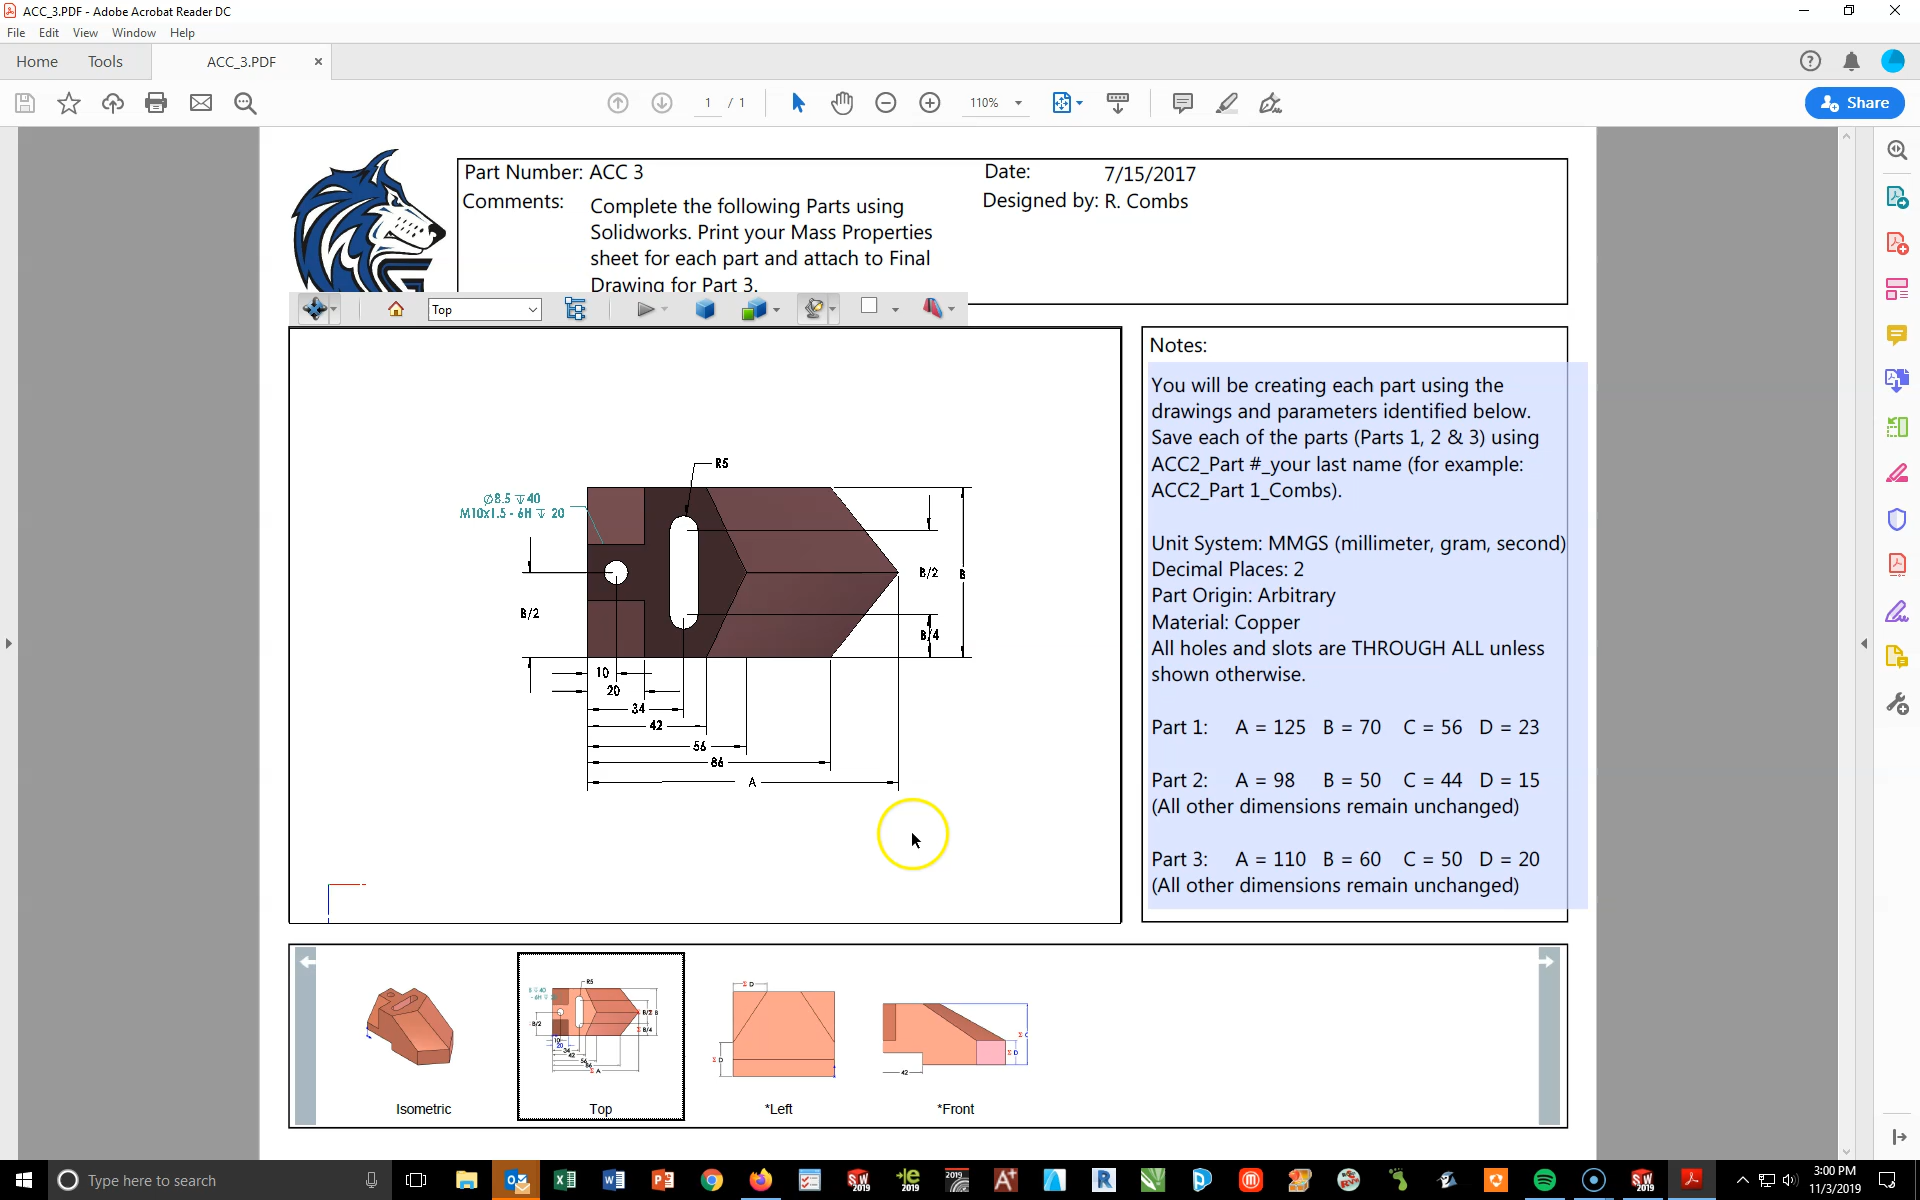 ACC_3.PDF - Adobe Acrobat Reader DC
File Edit View Window Help
Home Tools ACC_3.PDF
1 / 1 110% Share
Part Number: ACC 3
Comments: Complete the following Parts using
Solidworks. Print your Mass Properties
sheet for each part and attach to Final
Drawing for Part 3.
Date: 7/15/2017
Designed by: R. Combs
Top
R5
Ø8.5 ↧ 40
M10x1.5 - 6H ↧ 20
B/2
B
B/2
B/4
10
20
34
42
56
86
A
Notes:
You will be creating each part using the
drawings and parameters identified below.
Save each of the parts (Parts 1, 2 & 3) using
ACC2_Part #_your last name (for example:
ACC2_Part 1_Combs).
Unit System: MMGS (millimeter, gram, second)
Decimal Places: 2
Part Origin: Arbitrary
Material: Copper
All holes and slots are THROUGH ALL unless
shown otherwise.
Part 1: A = 125 B = 70 C = 56 D = 23
Part 2: A = 98 B = 50 C = 44 D = 15
(All other dimensions remain unchanged)
Part 3: A = 110 B = 60 C = 50 D = 20
(All other dimensions remain unchanged)
Isometric
Top
*Left
*Front
Type here to search
3:00 PM
11/3/2019